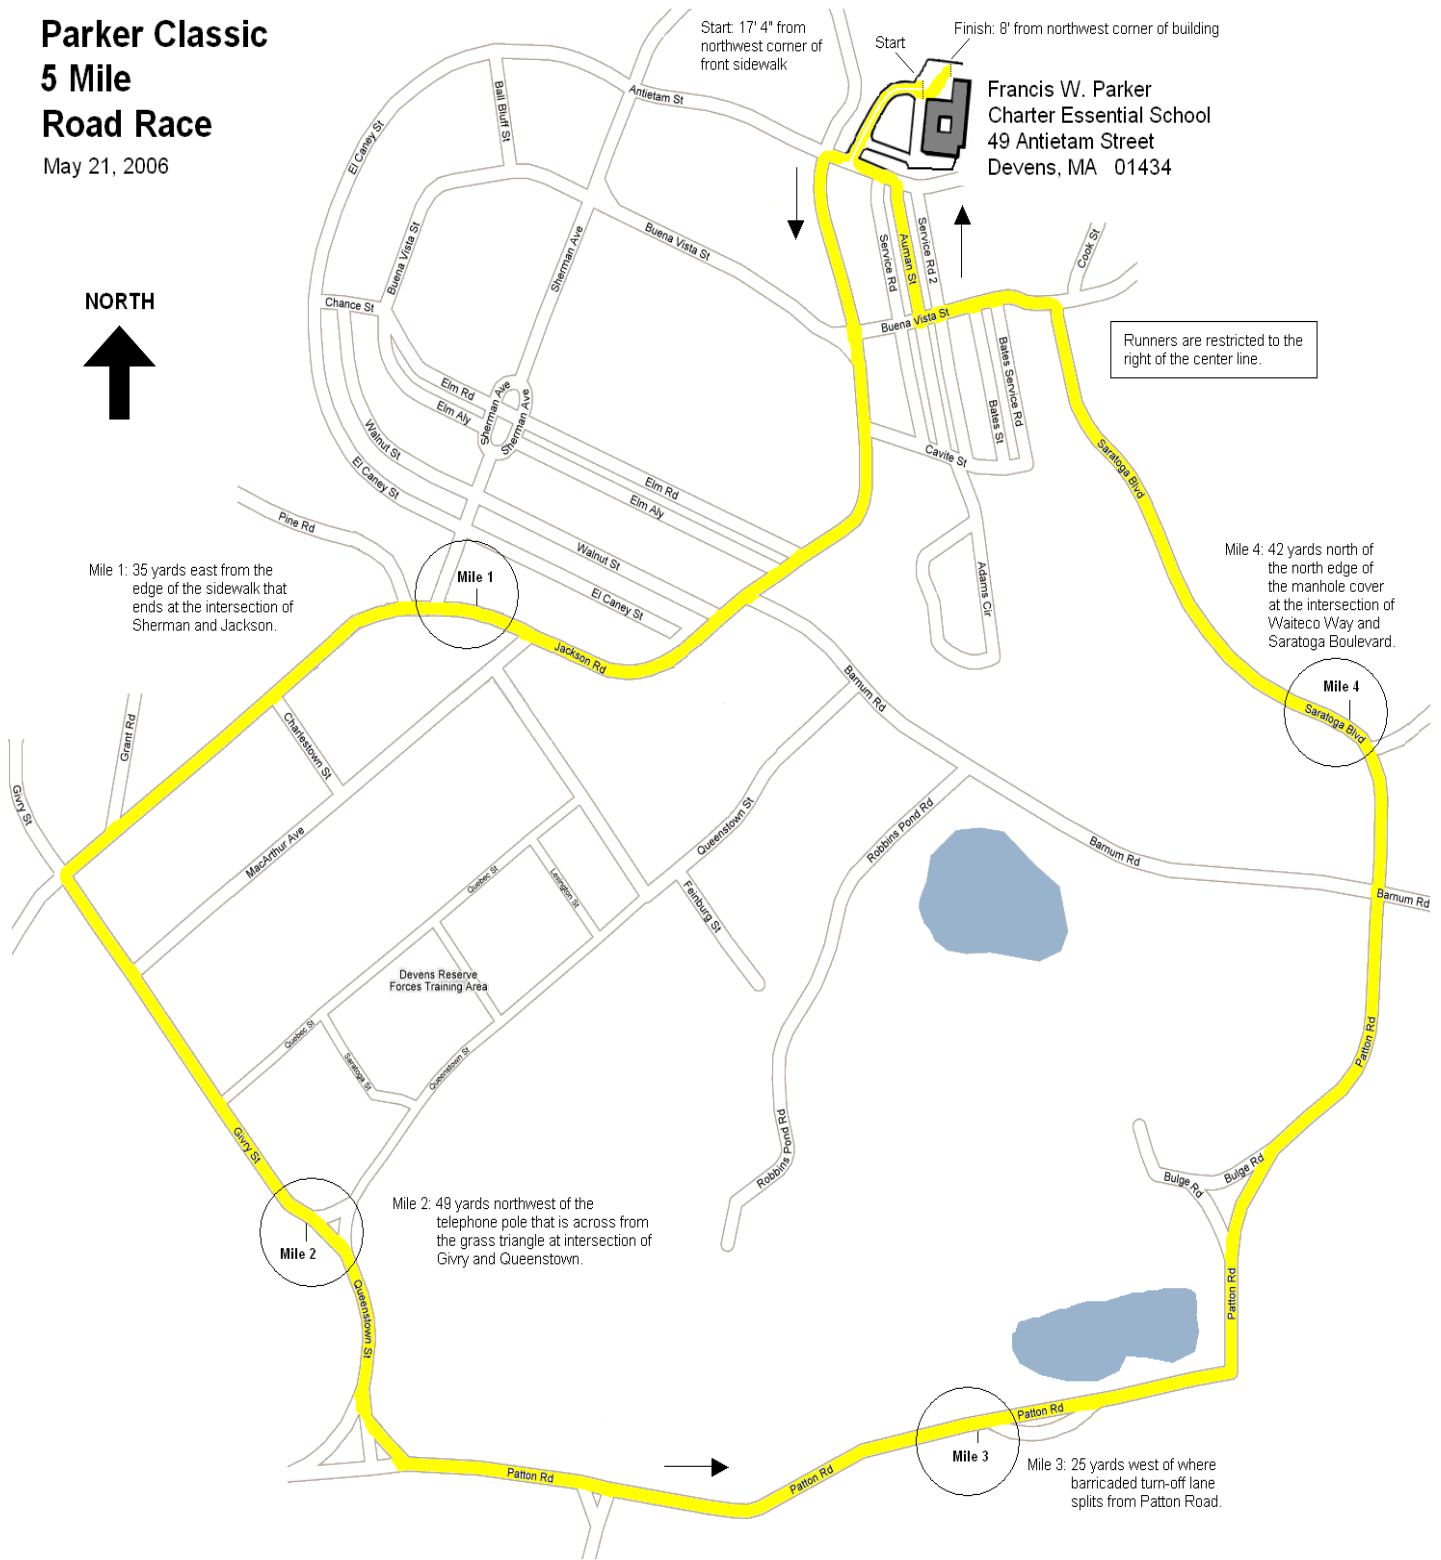 Parker Classic
5 Mile
Road Race
May 21, 2006
Start: 17' 4" from
northwest corner of
front sidewalk
Start
Finish: 8' from northwest corner of building
Francis W. Parker
Charter Essential School
49 Antietam Street
Devens, MA 01434
NORTH
Runners are restricted to the
right of the center line.
Antietam St
Ball Bluff St
El Caney St
Buena Vista St
Sherman Ave
Buena Vista St
Service Rd
Auman St
Service Rd 2
Cook St
Chance St
Buena Vista St
Bates Service Rd
Bates St
Elm Rd
Elm Aly
Sherman Ave
Sherman Ave
Walnut St
El Caney St
Cavite St
Saratoga Blvd
Elm Rd
Elm Aly
Pine Rd
Walnut St
El Caney St
Adams Cir
Mile 1: 35 yards east from the
edge of the sidewalk that
ends at the intersection of
Sherman and Jackson.
Mile 1
Mile 4: 42 yards north of
the north edge of
the manhole cover
at the intersection of
Waiteco Way and
Saratoga Boulevard.
Mile 4
Saratoga Blvd
Jackson Rd
Barnum Rd
Grant Rd
Charlestown St
Givry St
MacArthur Ave
Queenstown St
Robbins Pond Rd
Barnum Rd
Barnum Rd
Quebec St
Lexington St
Feinburg St
Devens Reserve
Forces Training Area
Quebec St
Saratoga St
Queenstown St
Patton Rd
Givry St
Robbins Pond Rd
Bulge Rd
Bulge Rd
Mile 2: 49 yards northwest of the
telephone pole that is across from
the grass triangle at intersection of
Givry and Queenstown.
Mile 2
Queenstown St
Patton Rd
Patton Rd
Patton Rd
Patton Rd
Mile 3
Mile 3: 25 yards west of where
barricaded turn-off lane
splits from Patton Road.